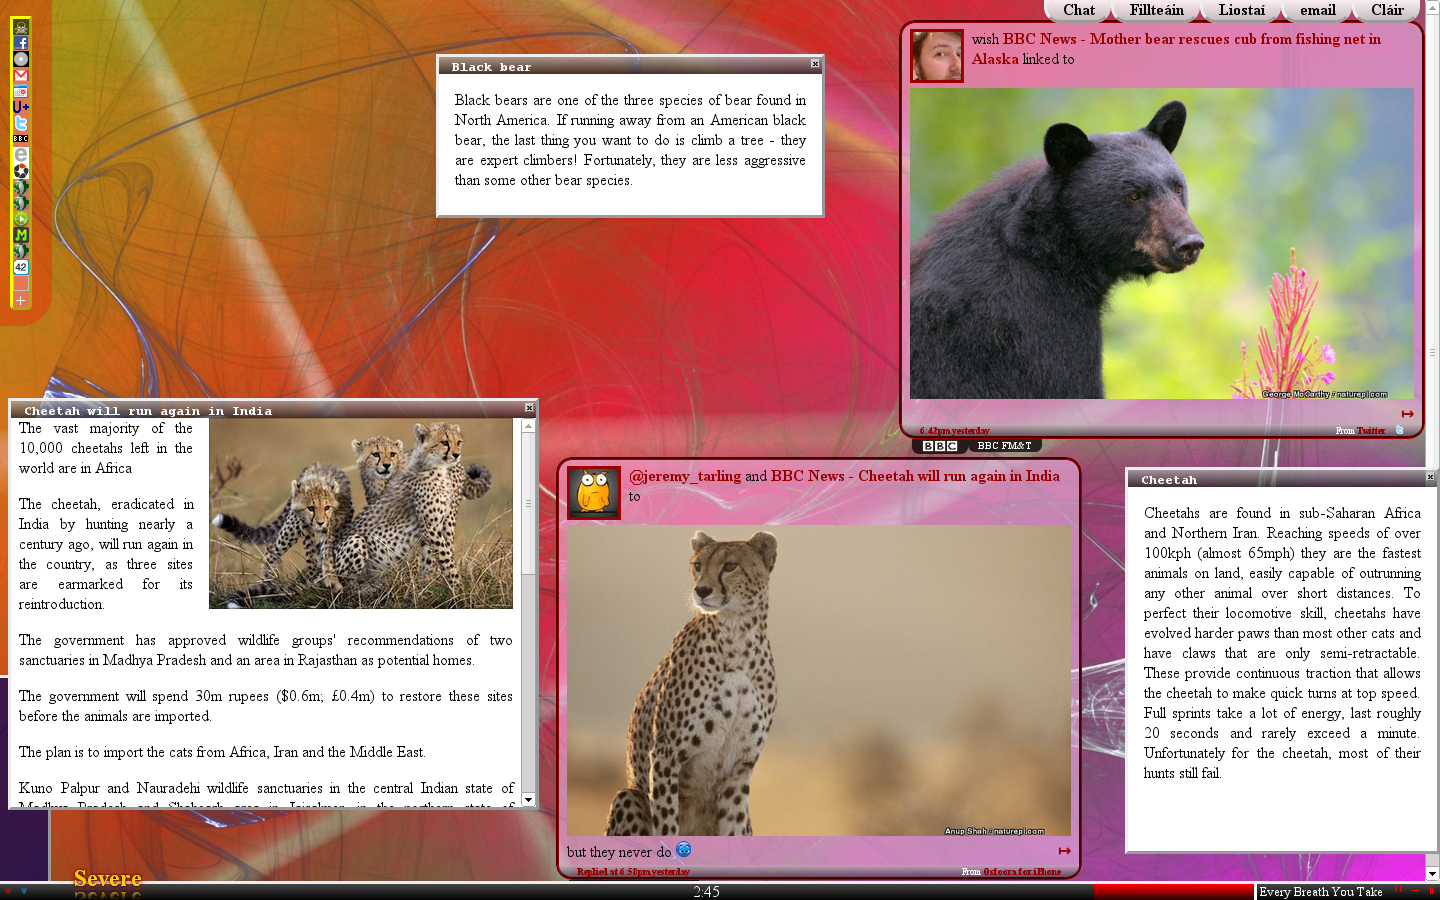 Chat Fillteáin Liostaí email Cláir
wish BBC News - Mother bear rescues cub from fishing net in
Alaska linked to
George McCarthy / naturepl.com
6:42pm yesterday
From Twitter
BBC BBC FM&T
Black bear
Black bears are one of the three species of bear found in
North America. If running away from an American black
bear, the last thing you want to do is climb a tree - they
are expert climbers! Fortunately, they are less aggressive
than some other bear species.
U+
BBC
42
Cheetah will run again in India
The vast majority of the
10,000 cheetahs left in the
world are in Africa
The cheetah, eradicated in
India by hunting nearly a
century ago, will run again in
the country, as three sites
are earmarked for its
reintroduction.
The government has approved wildlife groups' recommendations of two
sanctuaries in Madhya Pradesh and an area in Rajasthan as potential homes.
The government will spend 30m rupees ($0.6m; £0.4m) to restore these sites
before the animals are imported.
The plan is to import the cats from Africa, Iran and the Middle East.
Kuno Palpur and Nauradehi wildlife sanctuaries in the central Indian state of
Madhya Pradesh and Shahgarh area in Jaisalmer in the northern state of
@jeremy_tarling and BBC News - Cheetah will run again in India
to
Anup Shah / naturepl.com
but they never do
Replied at 6:58pm yesterday
From Osfoora for iPhone
Cheetah
Cheetahs are found in sub-Saharan Africa
and Northern Iran. Reaching speeds of over
100kph (almost 65mph) they are the fastest
animals on land, easily capable of outrunning
any other animal over short distances. To
perfect their locomotive skill, cheetahs have
evolved harder paws than most other cats and
have claws that are only semi-retractable.
These provide continuous traction that allows
the cheetah to make quick turns at top speed.
Full sprints take a lot of energy, last roughly
20 seconds and rarely exceed a minute.
Unfortunately for the cheetah, most of their
hunts still fail.
Severe
2:45
Every Breath You Take